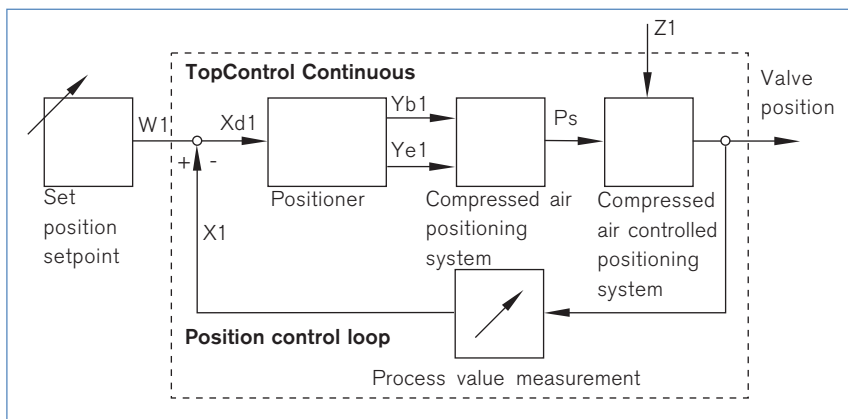 Z1
TopControl Continuous
Valve
position
W1
Xd1
Yb1
Ye1
Ps
+ -
Set
position
setpoint
Positioner
Compressed air
positioning
system
Compressed
air controlled
positioning
system
X1
Position control loop
Process value measurement